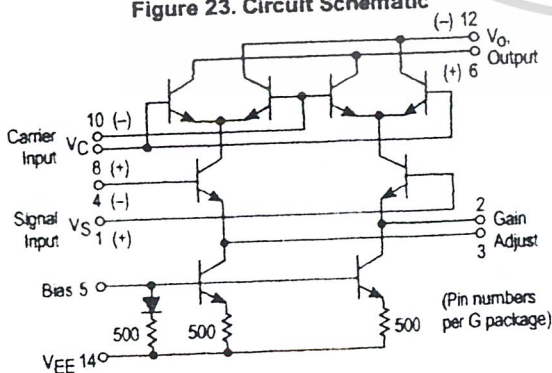 Figure 23. Circuit Schematic
(–) 12
Vo,
Output
(+) 6
10 (–)
Carrier
Input
VC
8 (+)
4 (–)
Signal
Input
VS
1 (+)
2
Gain
Adjust
3
Bias 5
(Pin numbers
per G package)
500
500
500
VEE 14